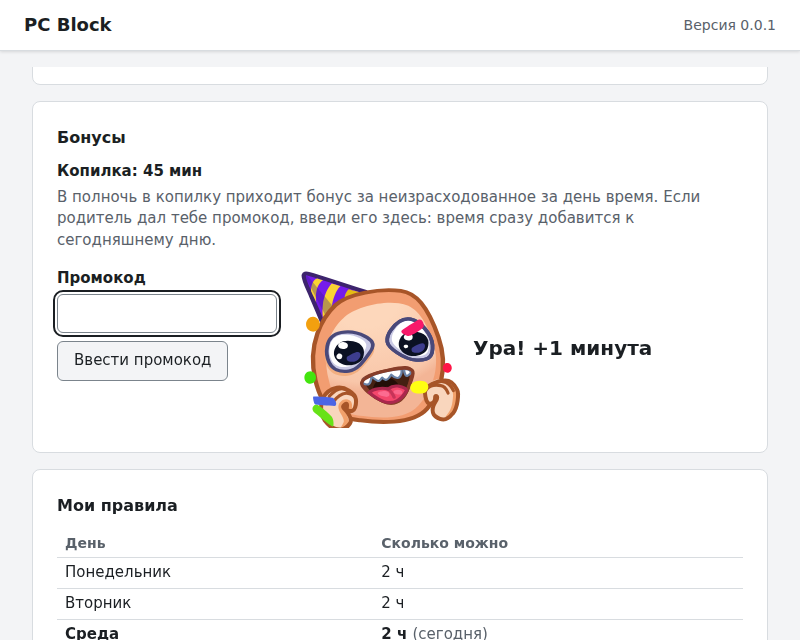 PC Block
Версия 0.0.1
Бонусы
Копилка: 45 мин
В полночь в копилку приходит бонус за неизрасходованное за день время. Если
родитель дал тебе промокод, введи его здесь: время сразу добавится к
сегодняшнему дню.
Промокод
Ввести промокод
Ура! +1 минута
Мои правила
День Сколько можно
Понедельник 2 ч
Вторник 2 ч
Среда 2 ч (сегодня)